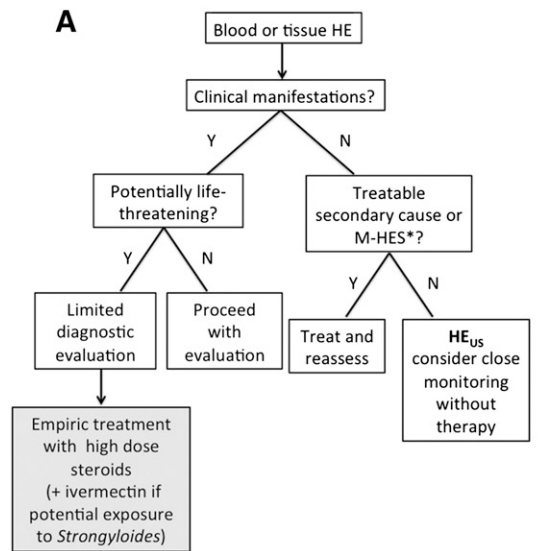 A
Blood or tissue HE
Clinical manifestations?
Y
N
Potentially life-
threatening?
Treatable
secondary cause or
M-HES*?
Y
N
Y
N
Limited
diagnostic
evaluation
Proceed
with
evaluation
Treat and
reassess
HEUS
consider close
monitoring
without
therapy
Empiric treatment
with high dose
steroids
(+ ivermectin if
potential exposure
to Strongyloides)